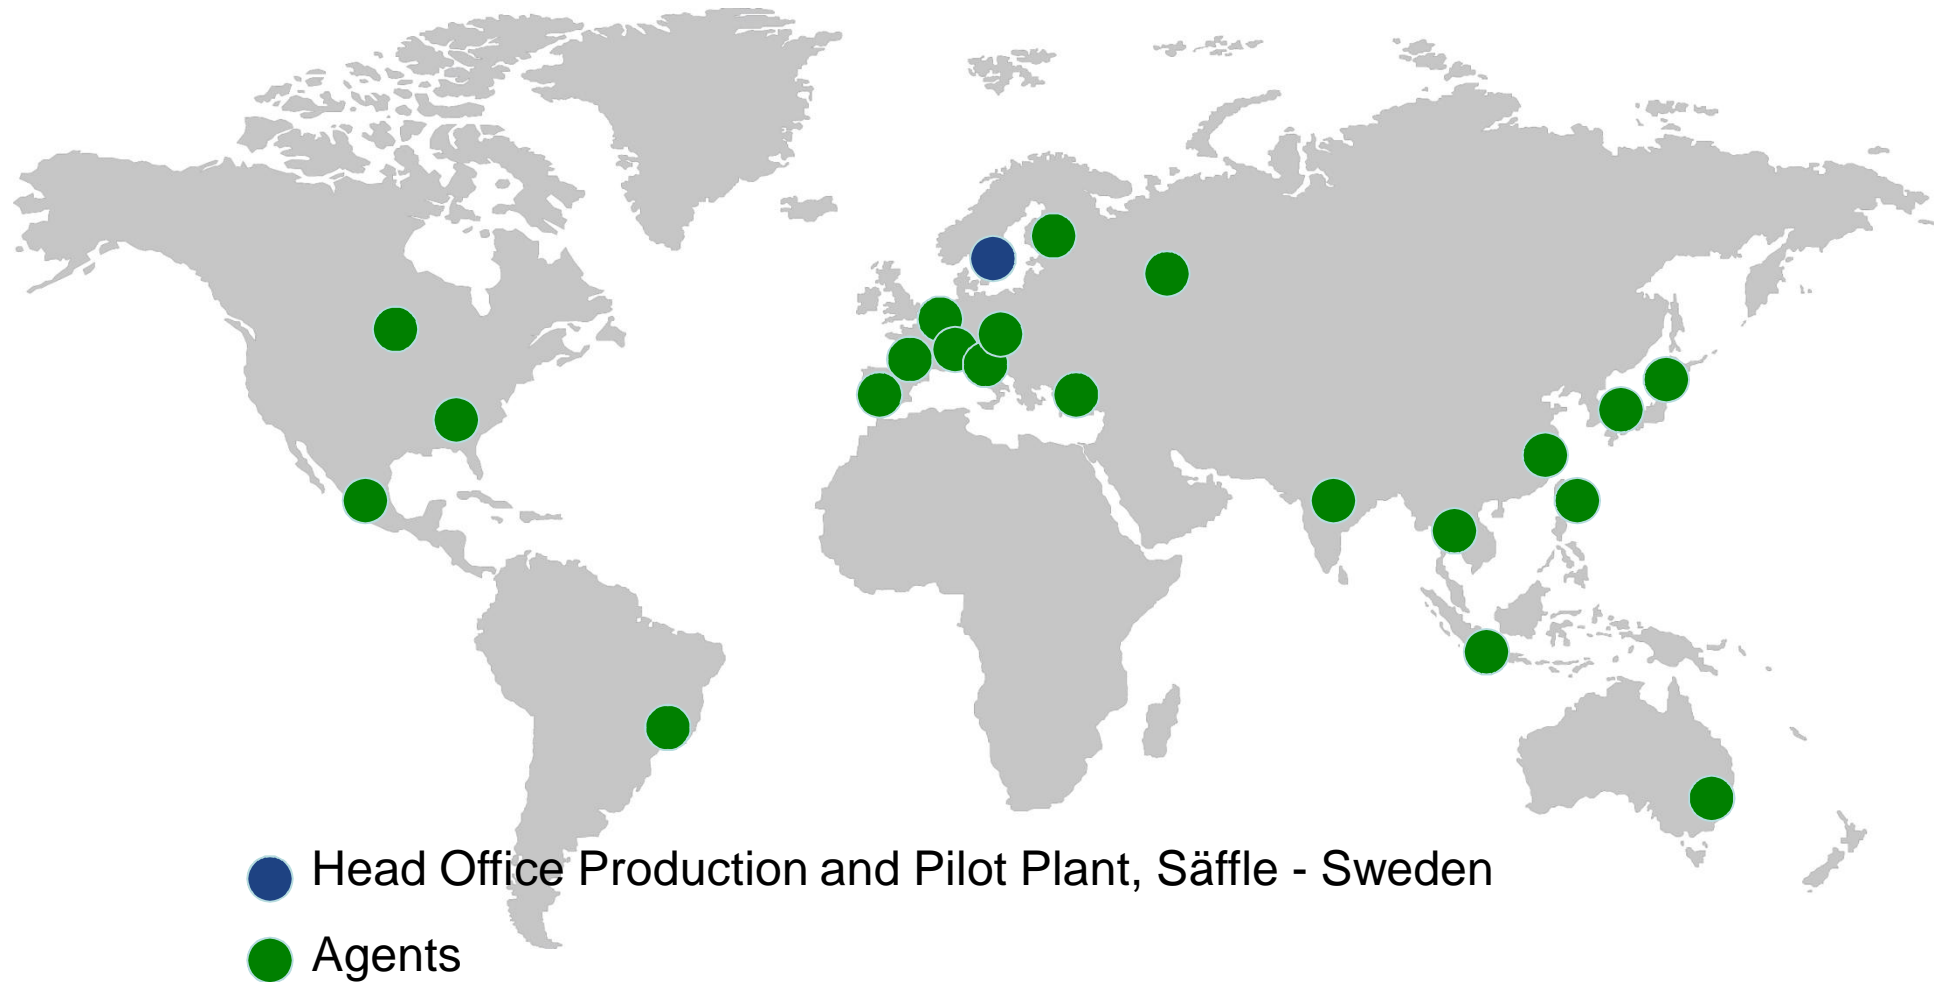 Head Office Production and Pilot Plant, Säffle - Sweden
Agents